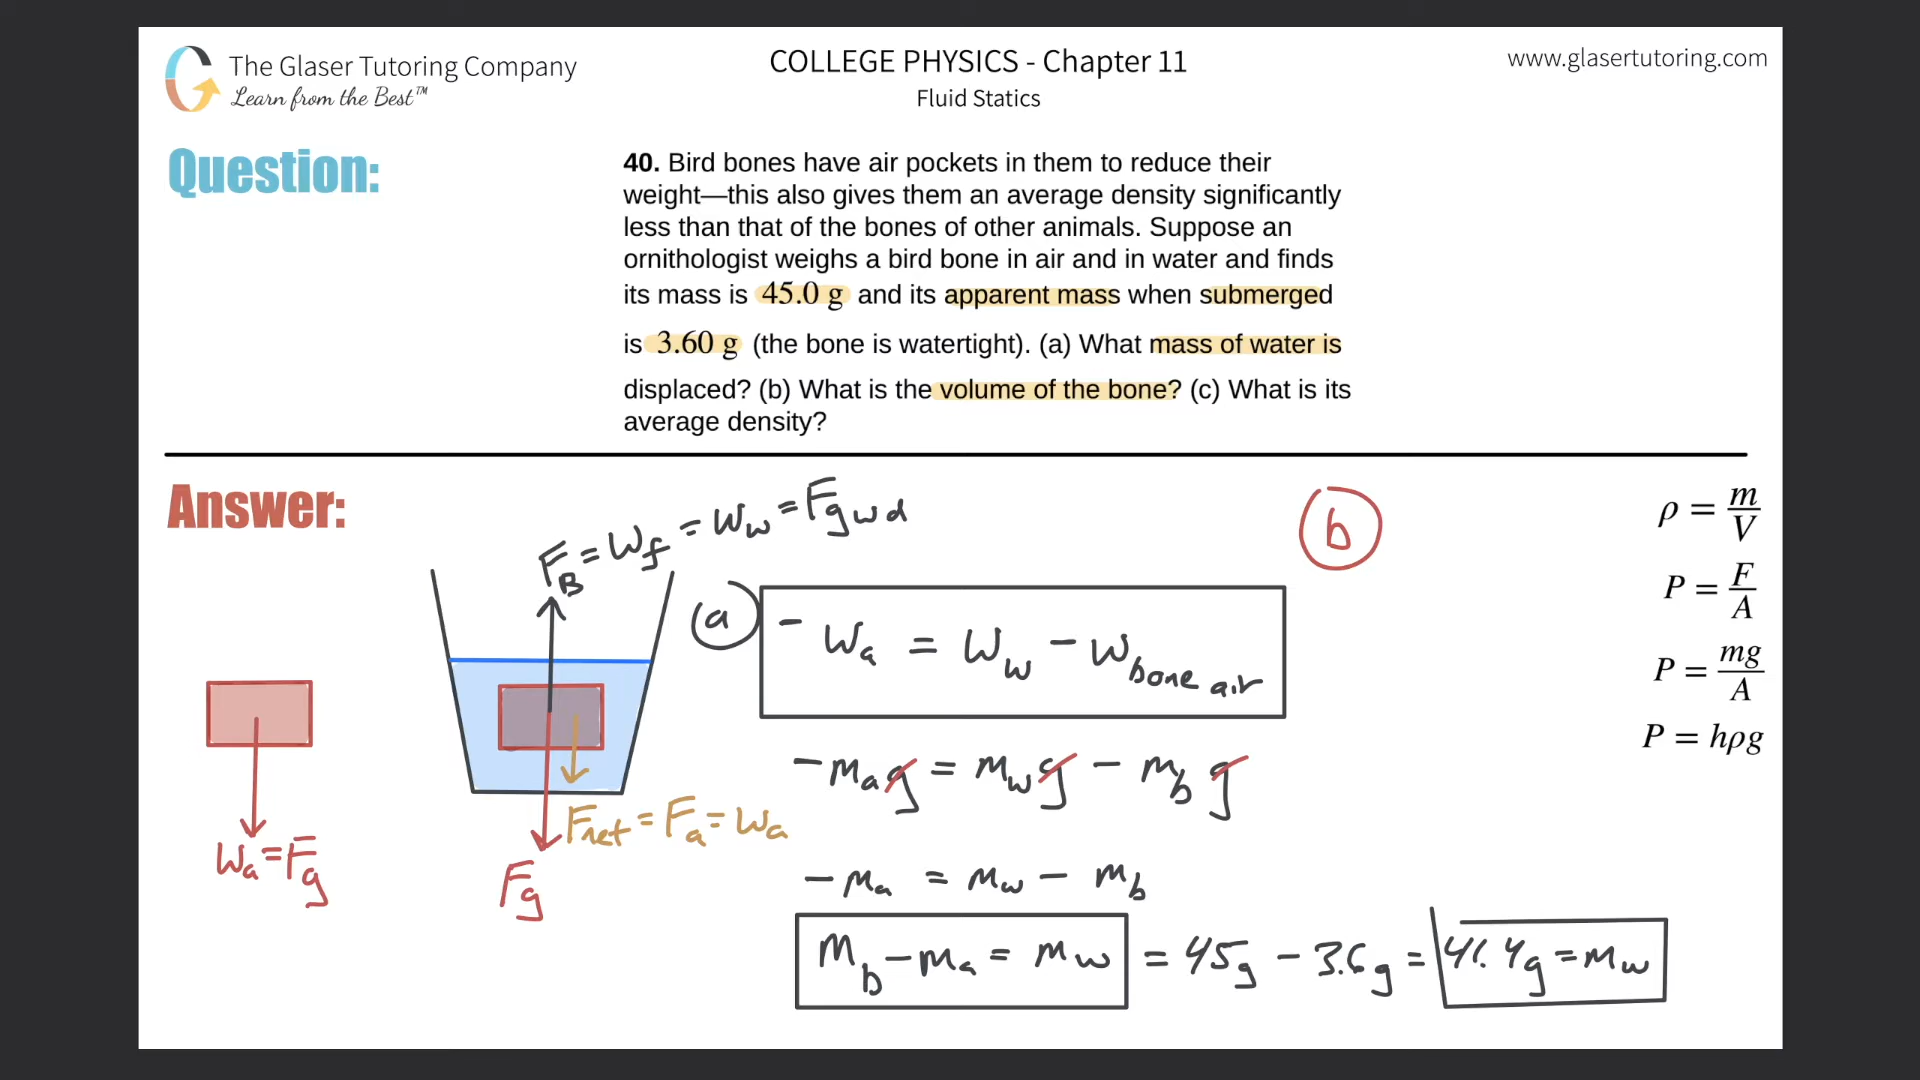 The Glaser Tutoring Company
Learn from the Best™
COLLEGE PHYSICS - Chapter 11
Fluid Statics
www.glasertutoring.com
Question:
40. Bird bones have air pockets in them to reduce their
weight—this also gives them an average density significantly
less than that of the bones of other animals. Suppose an
ornithologist weighs a bird bone in air and in water and finds
its mass is 45.0 g and its apparent mass when submerged
is 3.60 g (the bone is watertight). (a) What mass of water is
displaced? (b) What is the volume of the bone? (c) What is its
average density?
Answer:
F_B = W_f = W_w = F_g w d
b
ρ = m/V
P = F/A
P = mg/A
P = hρg
a
- W_a = W_w - W_bone air
-m_a g = m_w g - m_b g
W_a = F_g
F_net = F_a = W_a
F_g
-m_a = m_w - m_b
m_b - m_a = m_w = 45g - 3.6g = 41.4g = m_w